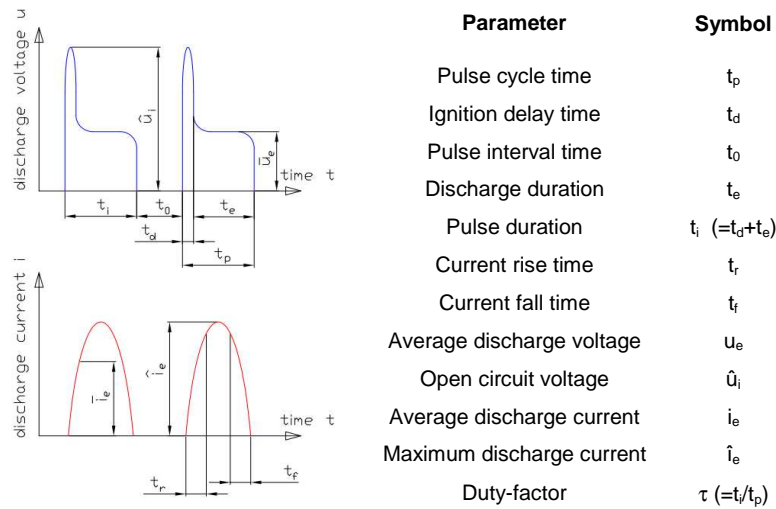 discharge voltage u
û_i
u̅_e
time t
t_i
t_0
t_e
t_d
t_p
discharge current i
i̅_e
î_e
time t
t_f
t_r
Parameter Symbol
Pulse cycle time t_p
Ignition delay time t_d
Pulse interval time t_0
Discharge duration t_e
Pulse duration t_i (=t_d+t_e)
Current rise time t_r
Current fall time t_f
Average discharge voltage u_e
Open circuit voltage û_i
Average discharge current i_e
Maximum discharge current î_e
Duty-factor τ (=t_i/t_p)